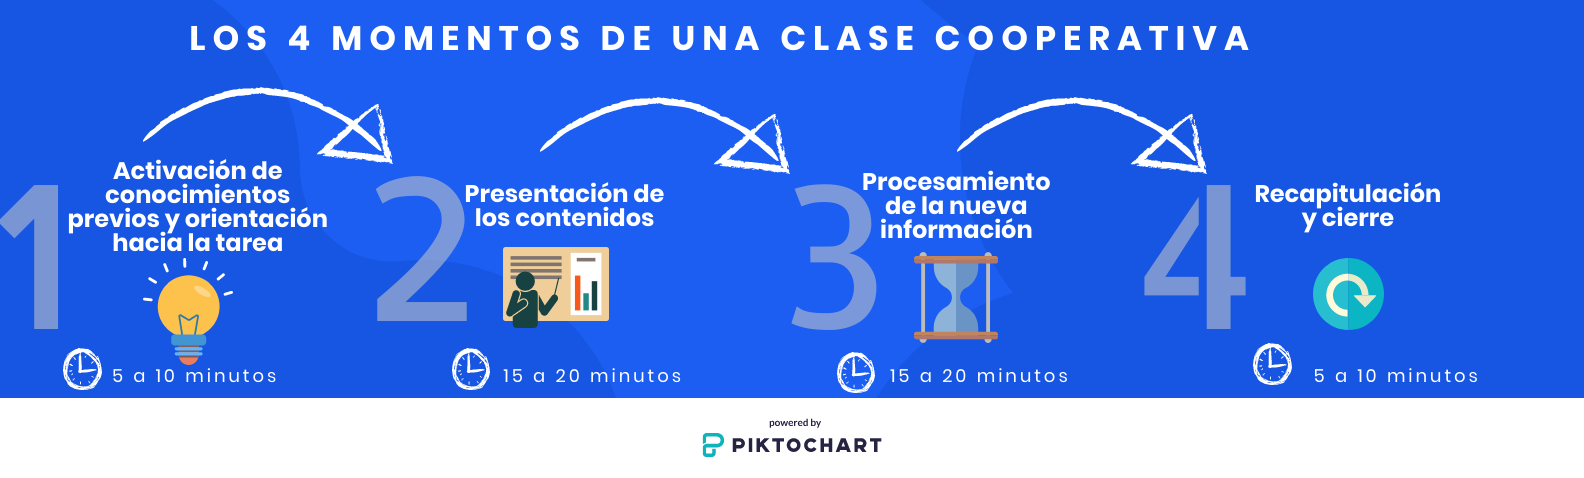 LOS 4 MOMENTOS DE UNA CLASE COOPERATIVA
1
Activación de
conocimientos
previos y orientación
hacia la tarea
5 a 10 minutos
2
Presentación de
los contenidos
15 a 20 minutos
3
Procesamiento
de la nueva
información
15 a 20 minutos
4
Recapitulación
y cierre
5 a 10 minutos
powered by
PIKTOCHART